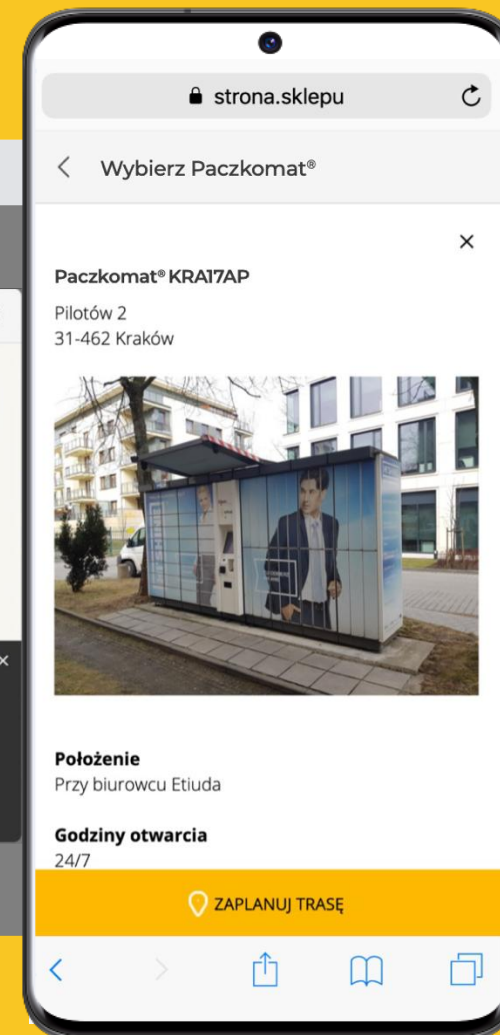 strona.sklepu
Wybierz Paczkomat®
Paczkomat® KRA17AP
Pilotów 2
31-462 Kraków
Położenie
Przy biurowcu Etiuda
Godziny otwarcia
24/7
ZAPLANUJ TRASĘ